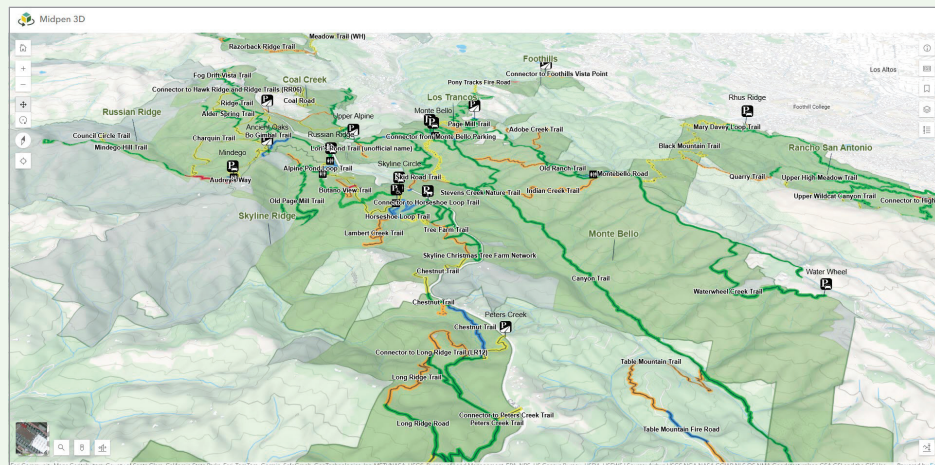 Midpen 3D
Meadow Trail (WH)
Razorback Ridge Trail
Foothills
Connector to Foothills Vista Point
Los Altos
Fog Drift Vista Trail
Coal Creek
Pony Tracks Fire Road
Connector to Hawk Ridge and Ridge Trails (RR06)
Los Trancos
Rhus Ridge
Ridge Trail
Coal Road
Foothill College
Russian Ridge
Alder Spring Trail
Upper Alpine
Monte Bello
Page Mill Trail
Ancient Oaks
Mary Davey Loop Trail
Council Circle Trail
Charquin Trail
Bo Gimbal Trail
Russian Ridge
Connector from Monte Bello Parking
Adobe Creek Trail
Mindego Hill Trail
Mindego
(unofficial name)
Black Mountain Trail
Rancho San Antonio
Skyline Circle
Alpine Pond Loop Trail
Old Ranch Trail
Montebello Road
Quarry Trail
Upper High Meadow Trail
Audrey's Way
Butano View Trail
Stevens Creek Nature Trail
Indian Creek Trail
Upper Wildcat Canyon Trail
Old Page Mill Trail
Connector to Horseshoe Loop Trail
Connector to High
Skyline Ridge
Horseshoe Loop Trail
Lambert Creek Trail
Tree Farm Trail
Monte Bello
Skyline Christmas Tree Farm Network
Chestnut Trail
Canyon Trail
Water Wheel
Waterwheel Creek Trail
Chestnut Trail
Peters Creek
Chestnut Trail
Connector to Long Ridge Trail (LR12)
Table Mountain Trail
Long Ridge Trail
Connector to Peters Creek Trail
Long Ridge Road
Peters Creek Trail
Table Mountain Fire Road